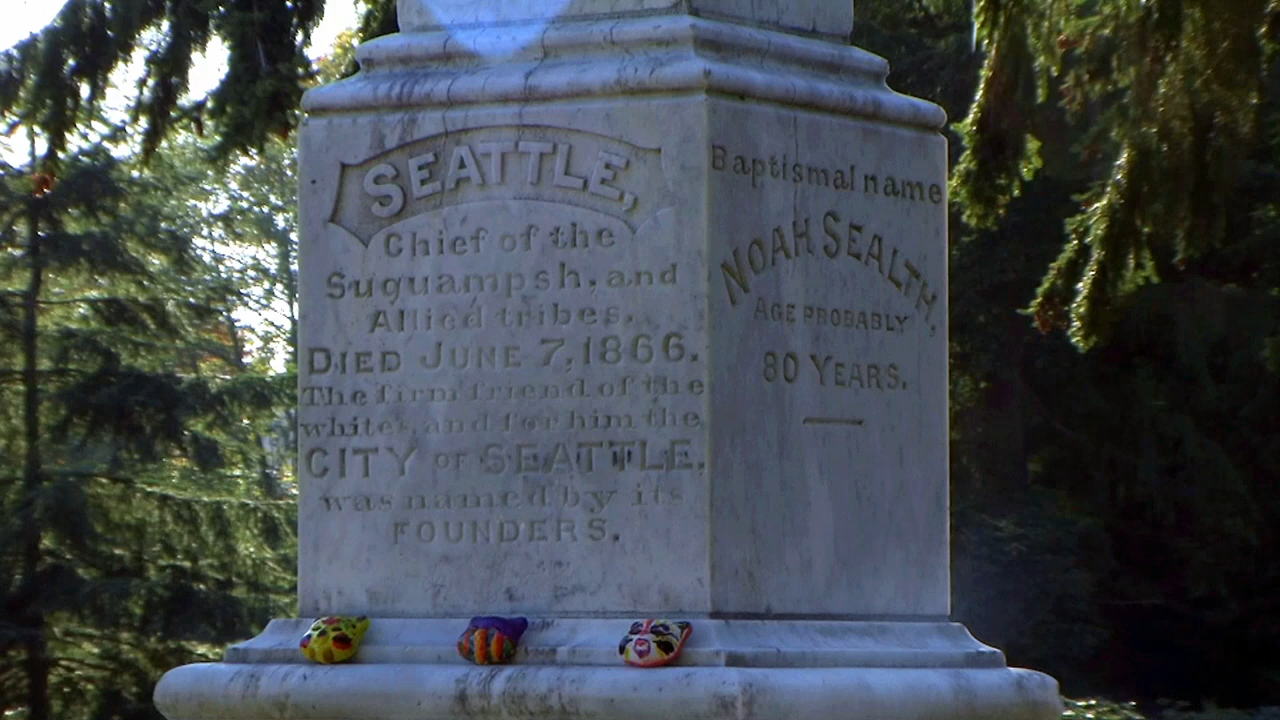 SEATTLE,
Chief of the
Suquampsh, and
Allied tribes.
DIED JUNE 7, 1866.
The firm friend of the
whites, and for him the
CITY OF SEATTLE,
was named by its
FOUNDERS.
Baptismal name
NOAH SEALTH,
AGE PROBABLY
80 YEARS.